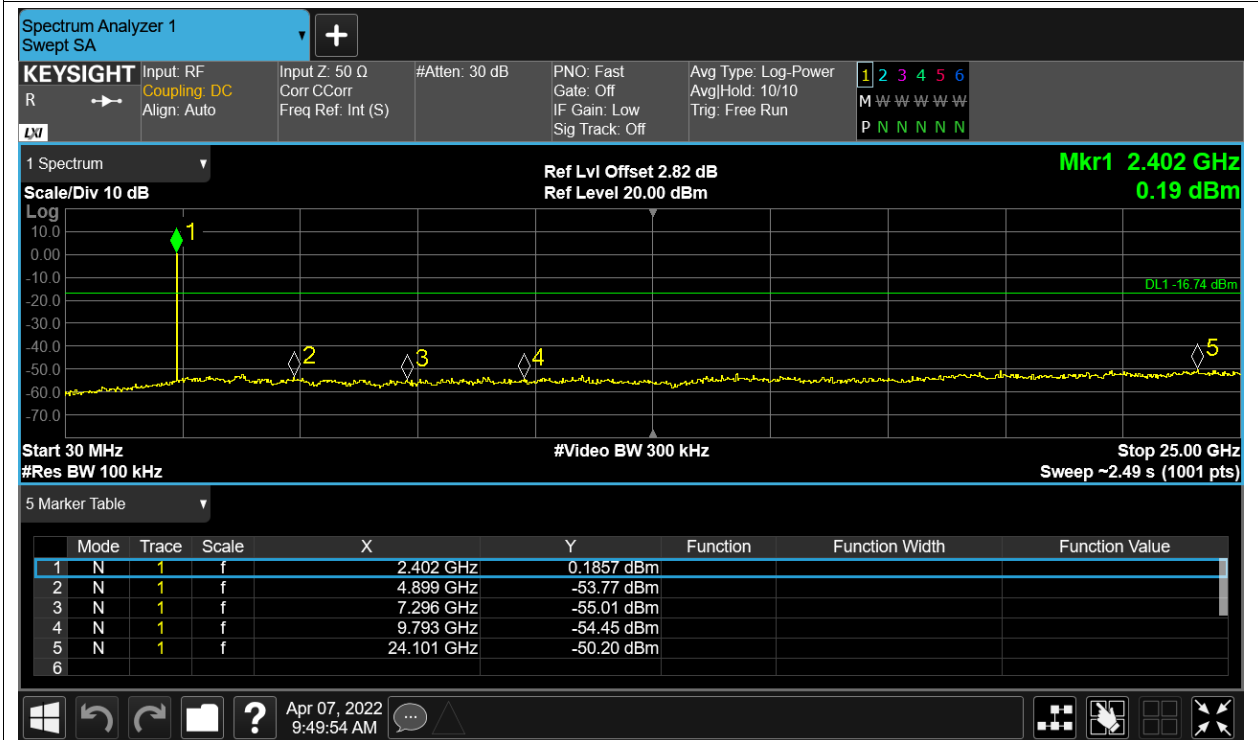 Spectrum Analyzer 1
Swept SA
+
KEYSIGHT Input: RF Input Z: 50 Ω #Atten: 30 dB PNO: Fast Avg Type: Log-Power 1 2 3 4 5 6
R Coupling: DC Corr CCorr Gate: Off Avg|Hold: 10/10 M W W W W W
Align: Auto Freq Ref: Int (S) IF Gain: Low Trig: Free Run
LXI Sig Track: Off P N N N N N
1 Spectrum Ref Lvl Offset 2.82 dB Mkr1 2.402 GHz
Scale/Div 10 dB Ref Level 20.00 dBm 0.19 dBm
Log
10.0 1
0.00
-10.0 DL1 -16.74 dBm
-20.0
-30.0
-40.0 2 3 4 5
-50.0
-60.0
-70.0
Start 30 MHz #Video BW 300 kHz Stop 25.00 GHz
#Res BW 100 kHz Sweep ~2.49 s (1001 pts)
5 Marker Table
Mode Trace Scale X Y Function Function Width Function Value
1 N 1 f 2.402 GHz 0.1857 dBm
2 N 1 f 4.899 GHz -53.77 dBm
3 N 1 f 7.296 GHz -55.01 dBm
4 N 1 f 9.793 GHz -54.45 dBm
5 N 1 f 24.101 GHz -50.20 dBm
6
? Apr 07, 2022
9:49:54 AM